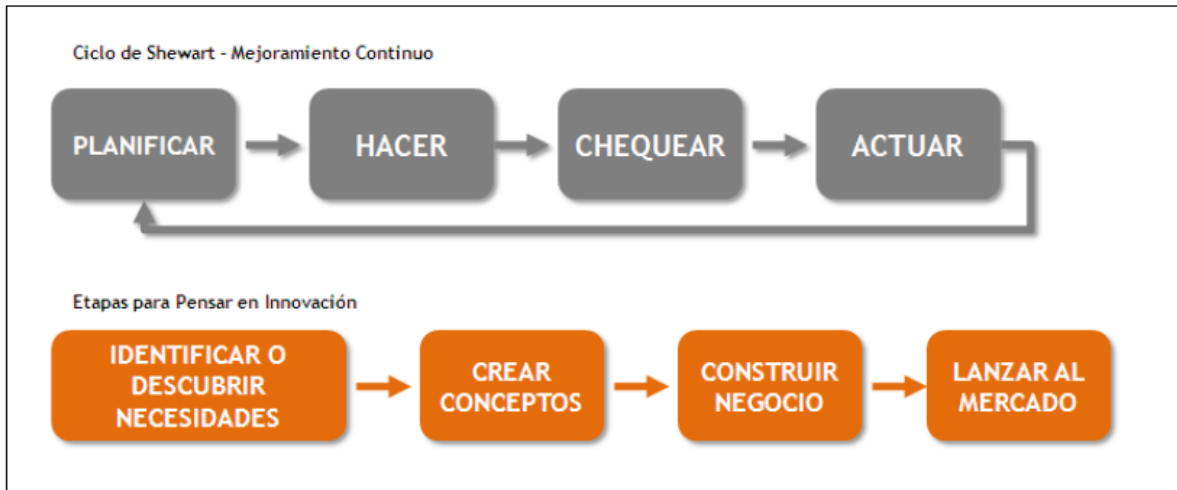 Ciclo de Shewart - Mejoramiento Continuo
PLANIFICAR
HACER
CHEQUEAR
ACTUAR
Etapas para Pensar en Innovación
IDENTIFICAR O
DESCUBRIR
NECESIDADES
CREAR
CONCEPTOS
CONSTRUIR
NEGOCIO
LANZAR AL
MERCADO